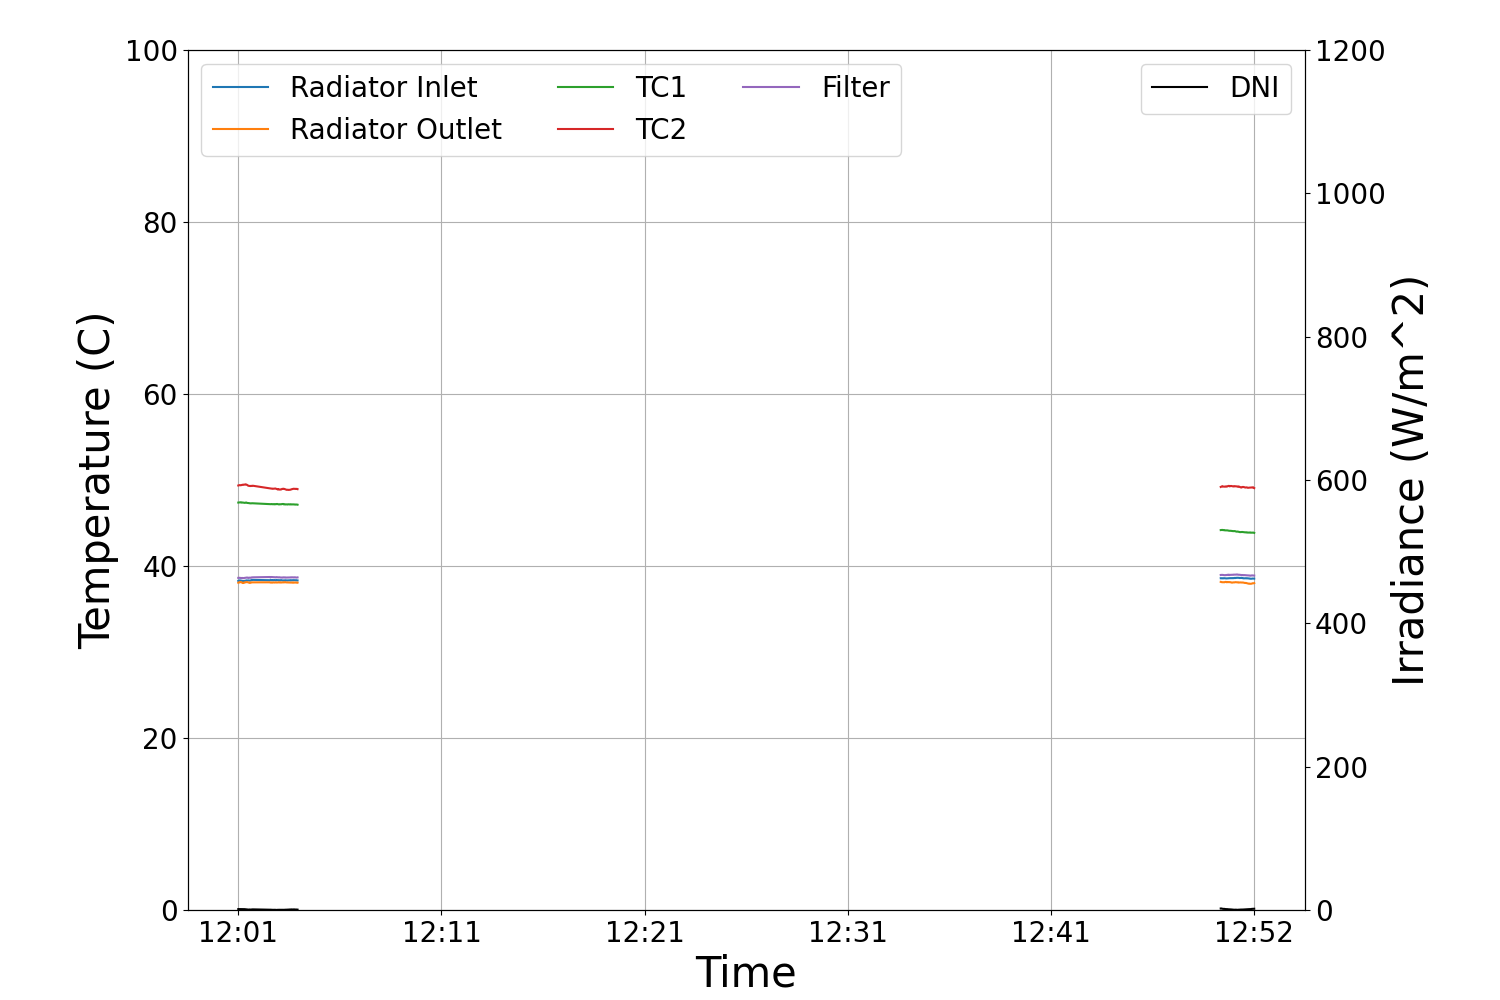 Radiator Inlet
Radiator Outlet
TC1
TC2
Filter
DNI
Temperature (C)
100
80
60
40
20
0
1200
1000
800
600
400
200
0
Irradiance (W/m^2)
12:01 12:11 12:21 12:31 12:41 12:52
Time